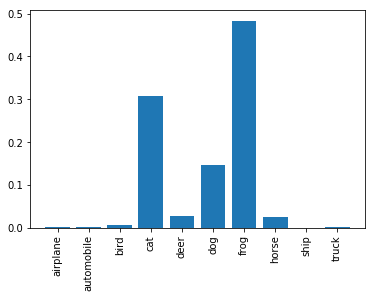 0.5
0.4
0.3
0.2
0.1
0.0
airplane
automobile
bird
cat
deer
dog
frog
horse
ship
truck